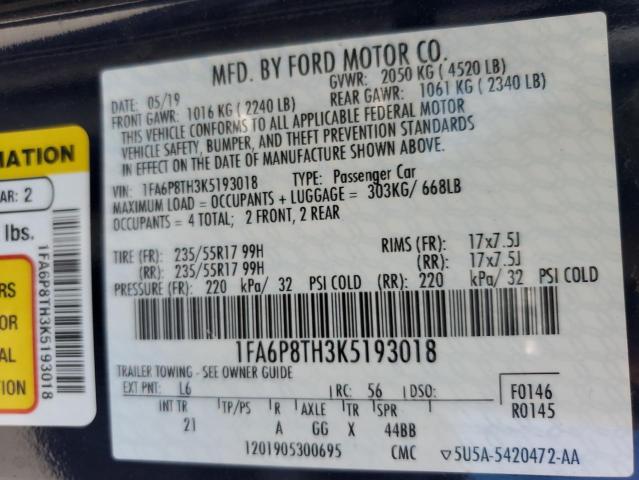 MFD. BY FORD MOTOR CO.
DATE: 05/19
GVWR: 2050 KG ( 4520 LB)
FRONT GAWR: 1016 KG ( 2240 LB)
REAR GAWR: 1061 KG ( 2340 LB)
THIS VEHICLE CONFORMS TO ALL APPLICABLE FEDERAL MOTOR
VEHICLE SAFETY, BUMPER, AND THEFT PREVENTION STANDARDS
IN EFFECT ON THE DATE OF MANUFACTURE SHOWN ABOVE.
VIN: 1FA6P8TH3K5193018 TYPE: Passenger Car
MAXIMUM LOAD = OCCUPANTS + LUGGAGE = 303KG/ 668LB
OCCUPANTS = 4 TOTAL; 2 FRONT, 2 REAR
TIRE (FR): 235/55R17 99H RIMS (FR): 17x7.5J
(RR): 235/55R17 99H (RR): 17x7.5J
PRESSURE (FR): 220 kPa/ 32 PSI COLD (RR): 220 kPa/ 32 PSI COLD
1FA6P8TH3K5193018
TRAILER TOWING - SEE OWNER GUIDE
EXT PNT: L6 RC: 56 DSO: F0146
R0145
INT TR TP/PS R AXLE TR SPR
21 A GG X 44BB
1201905300695 CMC ▽5U5A-5420472-AA
MATION
AR: 2
lbs.
RS
OR
AL
TION
1FA6P8TH3K5193018